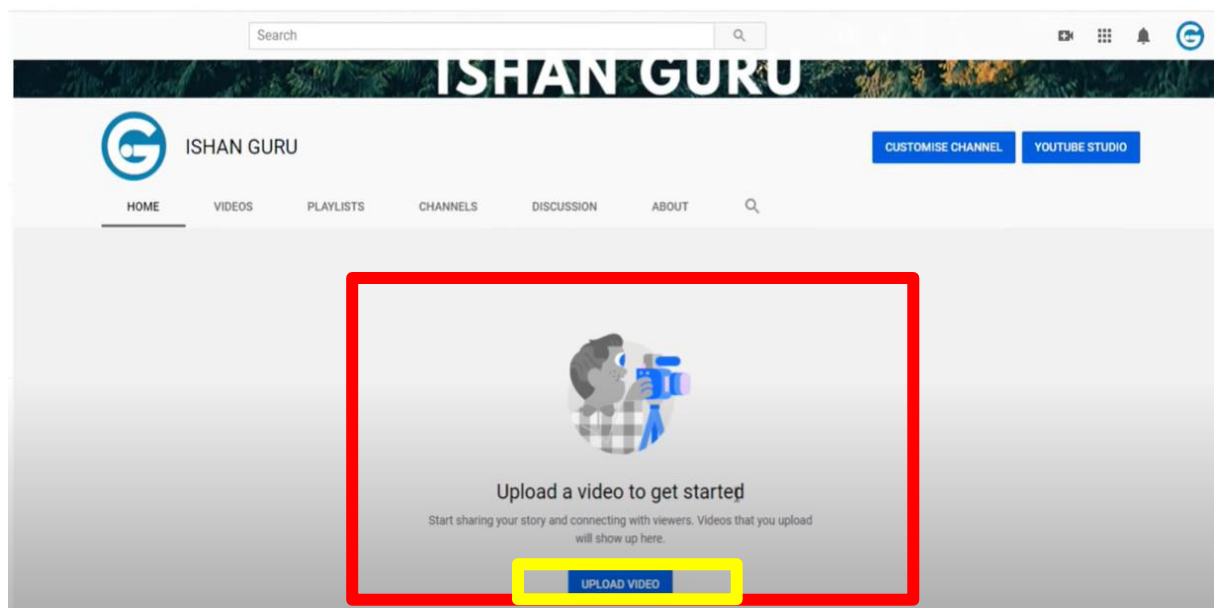 Search
ISHAN GURU
ISHAN GURU
CUSTOMISE CHANNEL
YOUTUBE STUDIO
HOME VIDEOS PLAYLISTS CHANNELS DISCUSSION ABOUT
Upload a video to get started
Start sharing your story and connecting with viewers. Videos that you upload
will show up here.
UPLOAD VIDEO